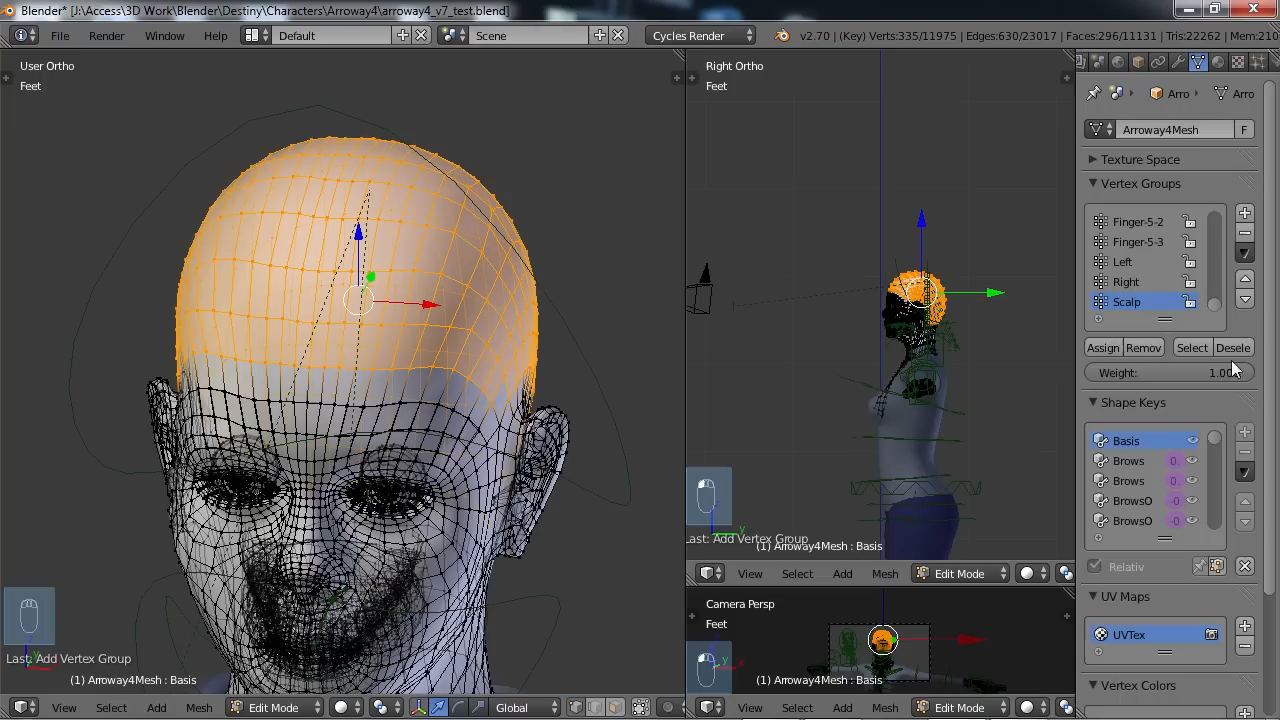 Blender* [J:\Access\3D Work\Blender\Destiny\Characters\Arroway4\arroway4_v7_test.blend]
File Render Window Help Default Scene Cycles Render v2.70 | (Key) Verts:335/11975 | Edges:630/23017 | Faces:296/11131 | Tris:22262 | Mem:210
User Ortho
Feet
Last: Add Vertex Group
(1) Arroway4Mesh : Basis
View Select Add Mesh Edit Mode Global
Right Ortho
Feet
Last: Add Vertex Group
(1) Arroway4Mesh : Basis
View Select Add Mesh Edit Mode
Camera Persp
Feet
(1) Arroway4Mesh : Basis
View Select Add Mesh Edit Mode
Arro Arro
Arroway4Mesh F
Texture Space
Vertex Groups
Finger-5-2
Finger-5-3
Left
Right
Scalp
Assign Remov Select Desele
Weight: 1.00
Shape Keys
Basis
Brows 0.
Brows 0.
BrowsO -0
BrowsO -0
Relativ
UV Maps
UVTex
Vertex Colors